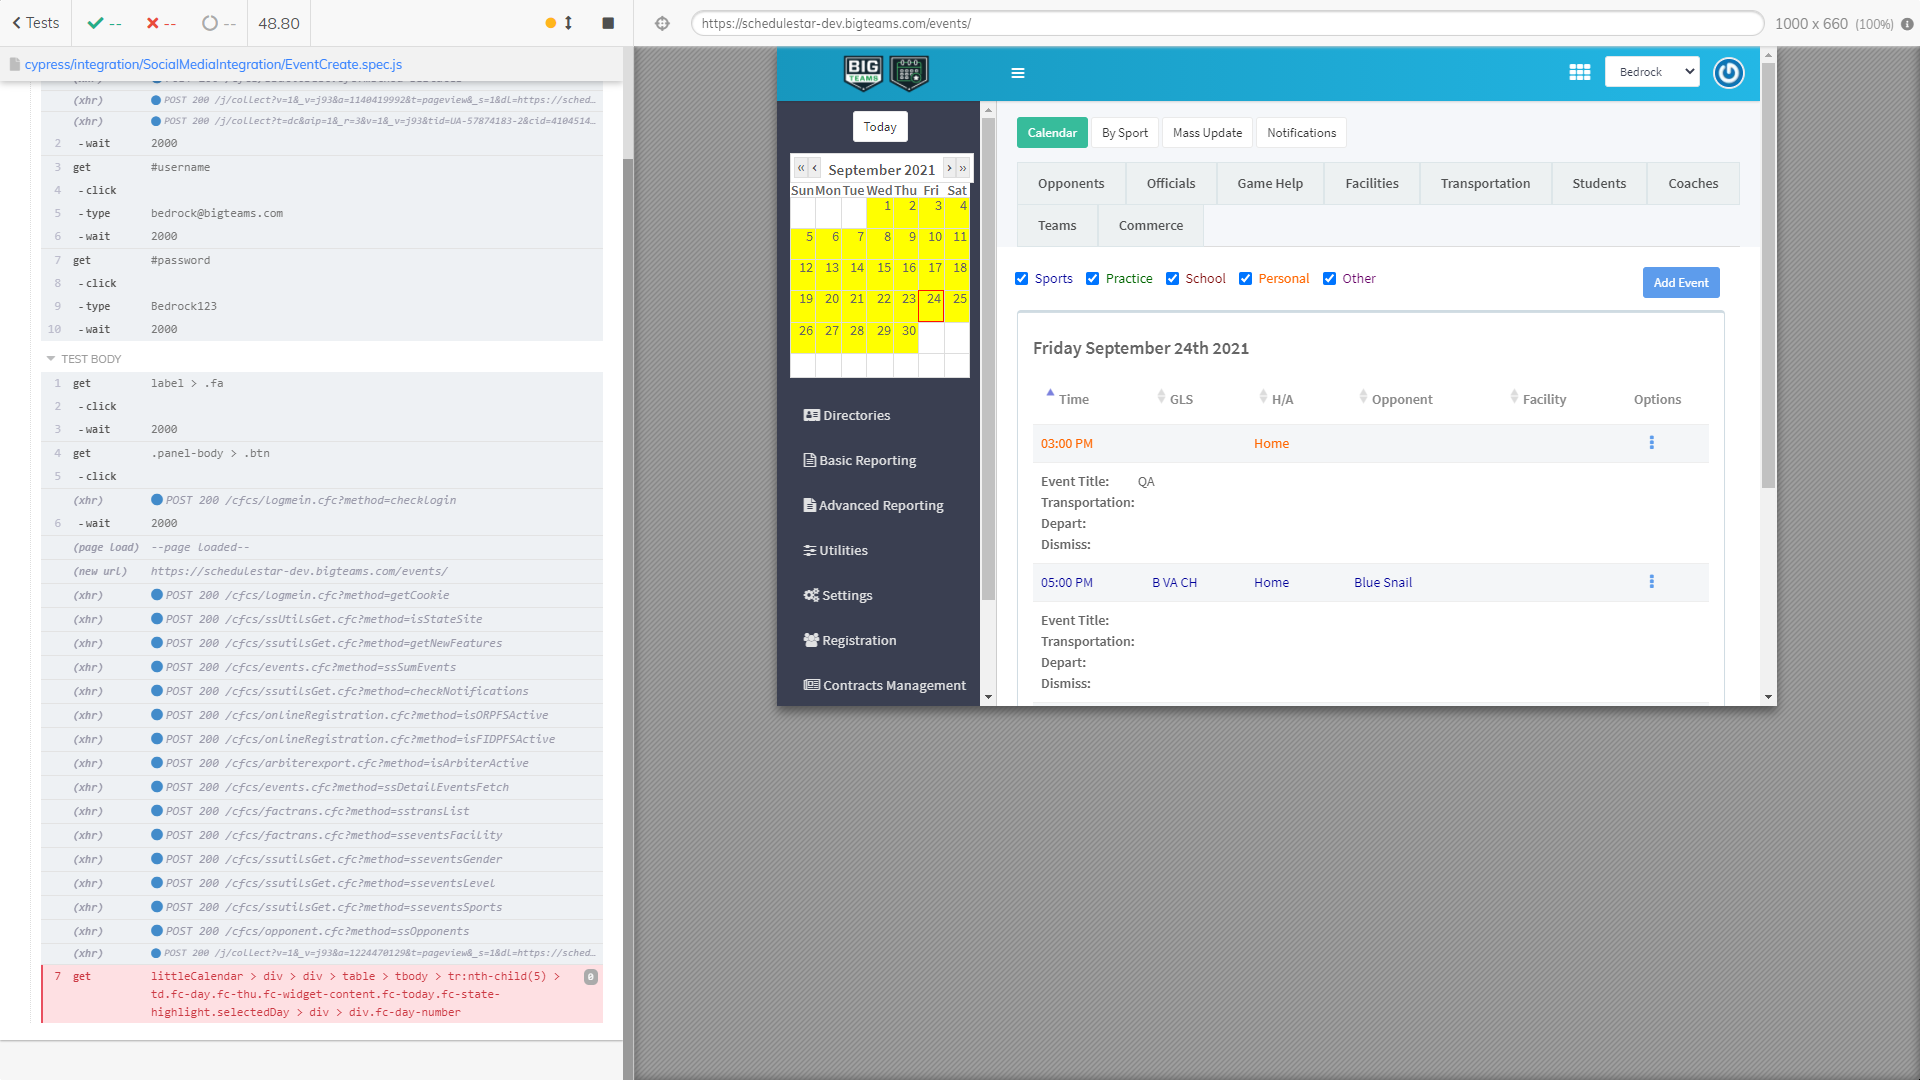 Tests
--
--
--
48.80
https://schedulestar-dev.bigteams.com/events/
1000 x 660 (100%)
cypress/integration/SocialMediaIntegration/EventCreate.spec.js
(xhr) POST 200 /j/collect?v=1&_v=j93&a=1140419992&t=pageview&_s=1&dl=https://sched...
(xhr) POST 200 /j/collect?t=dc&aip=1&_r=3&v=1&_v=j93&tid=UA-57874183-2&cid=4104514...
2 -wait 2000
3 get #username
4 -click
5 -type bedrock@bigteams.com
6 -wait 2000
7 get #password
8 -click
9 -type Bedrock123
10 -wait 2000
TEST BODY
1 get label > .fa
2 -click
3 -wait 2000
4 get .panel-body > .btn
5 -click
(xhr) POST 200 /cfcs/logmein.cfc?method=checklogin
6 -wait 2000
(page load) --page loaded--
(new url) https://schedulestar-dev.bigteams.com/events/
(xhr) POST 200 /cfcs/logmein.cfc?method=getCookie
(xhr) POST 200 /cfcs/ssUtilsGet.cfc?method=isStateSite
(xhr) POST 200 /cfcs/ssutilsGet.cfc?method=getNewFeatures
(xhr) POST 200 /cfcs/events.cfc?method=ssSumEvents
(xhr) POST 200 /cfcs/ssutilsGet.cfc?method=checkNotifications
(xhr) POST 200 /cfcs/onlineRegistration.cfc?method=isORPFSActive
(xhr) POST 200 /cfcs/onlineRegistration.cfc?method=isFIDPFSActive
(xhr) POST 200 /cfcs/arbiterexport.cfc?method=isArbiterActive
(xhr) POST 200 /cfcs/events.cfc?method=ssDetailEventsFetch
(xhr) POST 200 /cfcs/factrans.cfc?method=sstransList
(xhr) POST 200 /cfcs/factrans.cfc?method=sseventsFacility
(xhr) POST 200 /cfcs/ssutilsGet.cfc?method=sseventsGender
(xhr) POST 200 /cfcs/ssutilsGet.cfc?method=sseventsLevel
(xhr) POST 200 /cfcs/ssutilsGet.cfc?method=sseventsSports
(xhr) POST 200 /cfcs/opponent.cfc?method=ssOpponents
(xhr) POST 200 /j/collect?v=1&_v=j93&a=1224470129&t=pageview&_s=1&dl=https://sched...
7 get littleCalendar > div > div > table > tbody > tr:nth-child(5) > 0
td.fc-day.fc-thu.fc-widget-content.fc-today.fc-state-
highlight.selectedDay > div > div.fc-day-number
BIG
TEAMS
Bedrock
Today
« ‹ September 2021 › »
Sun Mon Tue Wed Thu Fri Sat
1 2 3 4
5 6 7 8 9 10 11
12 13 14 15 16 17 18
19 20 21 22 23 24 25
26 27 28 29 30
Directories
Basic Reporting
Advanced Reporting
Utilities
Settings
Registration
Contracts Management
Calendar By Sport Mass Update Notifications
Opponents Officials Game Help Facilities Transportation Students Coaches
Teams Commerce
Sports Practice School Personal Other
Add Event
Friday September 24th 2021
Time GLS H/A Opponent Facility Options
03:00 PM Home
Event Title: QA
Transportation:
Depart:
Dismiss:
05:00 PM B VA CH Home Blue Snail
Event Title:
Transportation:
Depart:
Dismiss: